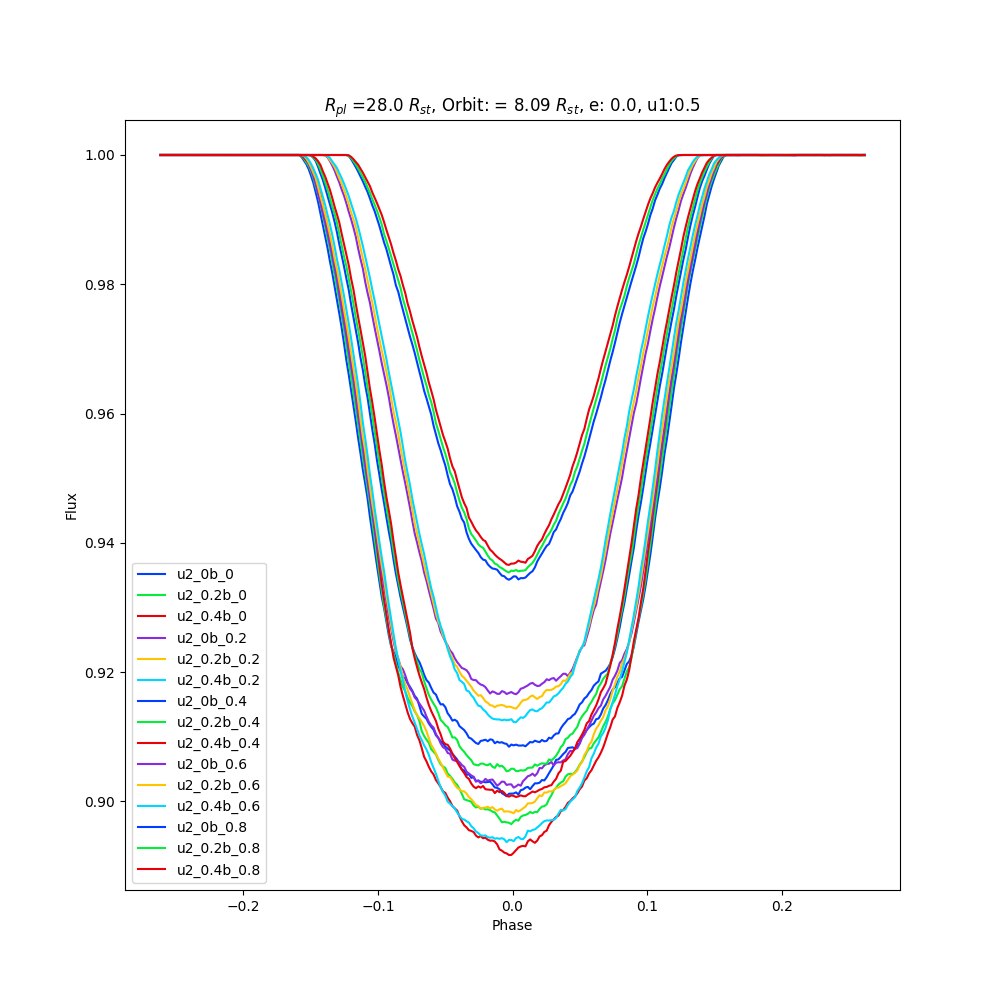 R_pl =28.0 R_st, Orbit: = 8.09 R_st, e: 0.0, u1:0.5
1.00
0.98
0.96
0.94
0.92
0.90
Flux
u2_0b_0
u2_0.2b_0
u2_0.4b_0
u2_0b_0.2
u2_0.2b_0.2
u2_0.4b_0.2
u2_0b_0.4
u2_0.2b_0.4
u2_0.4b_0.4
u2_0b_0.6
u2_0.2b_0.6
u2_0.4b_0.6
u2_0b_0.8
u2_0.2b_0.8
u2_0.4b_0.8
−0.2 −0.1 0.0 0.1 0.2
Phase